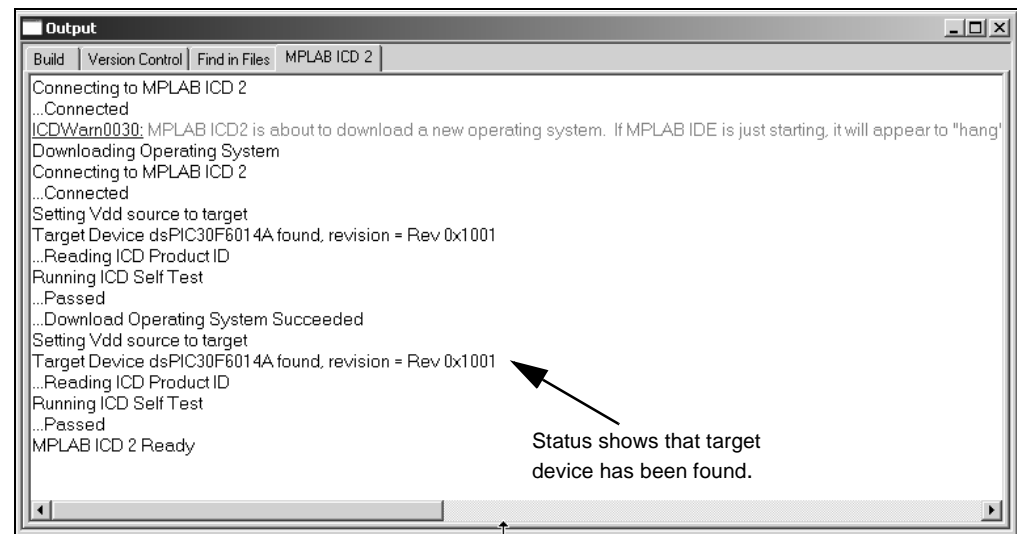 Output
Build Version Control Find in Files MPLAB ICD 2
Connecting to MPLAB ICD 2
...Connected
ICDWarn0030: MPLAB ICD2 is about to download a new operating system. If MPLAB IDE is just starting, it will appear to "hang"
Downloading Operating System
Connecting to MPLAB ICD 2
...Connected
Setting Vdd source to target
Target Device dsPIC30F6014A found, revision = Rev 0x1001
...Reading ICD Product ID
Running ICD Self Test
...Passed
...Download Operating System Succeeded
Setting Vdd source to target
Target Device dsPIC30F6014A found, revision = Rev 0x1001
...Reading ICD Product ID
Running ICD Self Test
...Passed
MPLAB ICD 2 Ready
Status shows that target
device has been found.